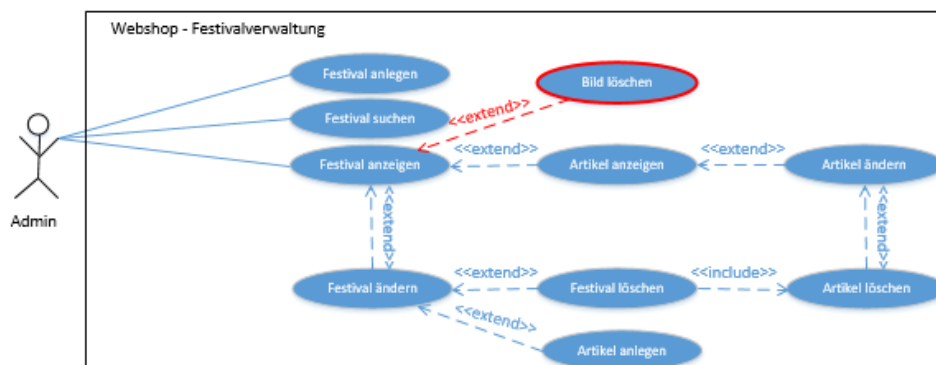 Webshop - Festivalverwaltung
Festival anlegen
Bild löschen
<<extend>>
Festival suchen
<<extend>>
<<extend>>
Festival anzeigen
Artikel anzeigen
Artikel ändern
Admin
<<extend>>
<<extend>>
<<extend>>
<<include>>
Festival ändern
Festival löschen
Artikel löschen
<<extend>>
Artikel anlegen